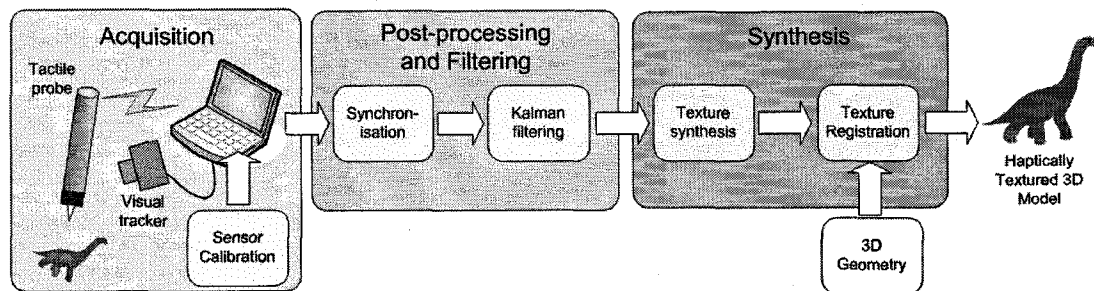 Acquisition
Tactile
probe
Visual
tracker
Sensor
Calibration
Post-processing
and Filtering
Synchron-
isation
Kalman
filtering
Synthesis
Texture
synthesis
Texture
Registration
3D
Geometry
Haptically
Textured 3D
Model